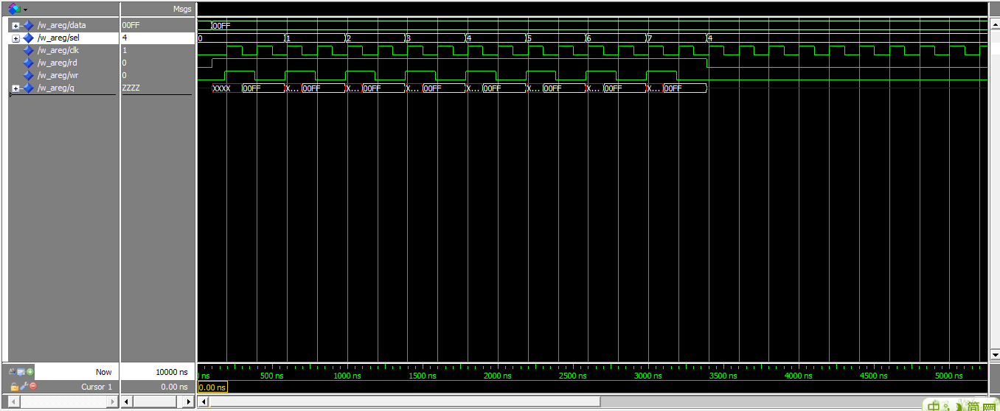 Msgs
/w_areg/data 00FF 00FF
/w_areg/sel 4 0 1 2 3 4 5 6 7 4
/w_areg/clk 1
/w_areg/rd 0
/w_areg/wr 0
/w_areg/q ZZZZ XXXX 00FF X... 00FF X... 00FF X... 00FF X... 00FF X... 00FF X... 00FF X... 00FF
Now 10000 ns ns 500 ns 1000 ns 1500 ns 2000 ns 2500 ns 3000 ns 3500 ns 4000 ns 4500 ns 5000 ns
Cursor 1 0.00 ns 0.00 ns
中 简